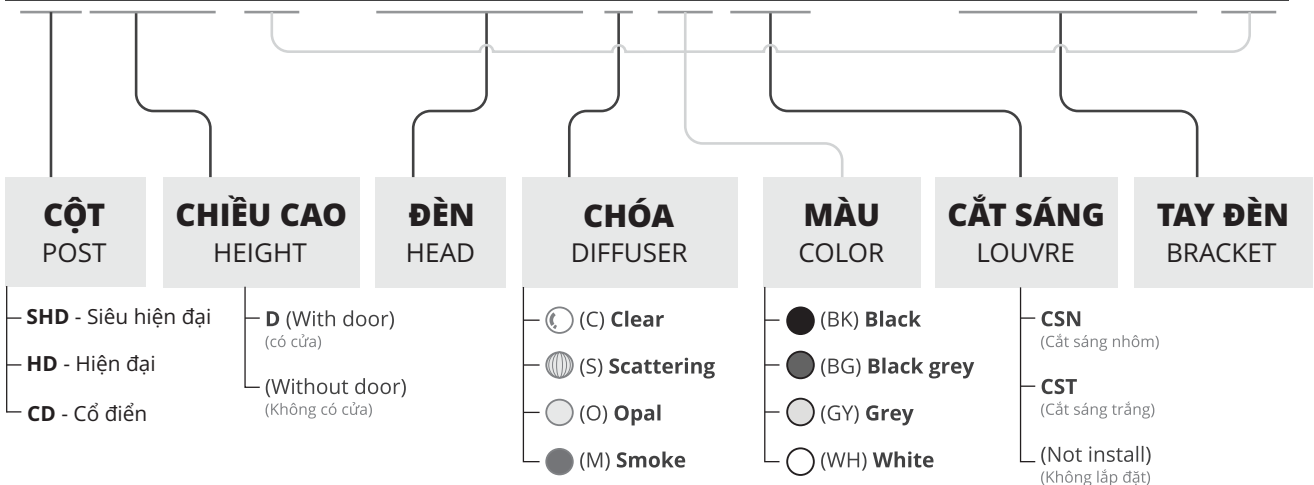 CỘT
POST
CHIỀU CAO
HEIGHT
ĐÈN
HEAD
CHÓA
DIFFUSER
MÀU
COLOR
CẮT SÁNG
LOUVRE
TAY ĐÈN
BRACKET
SHD - Siêu hiện đại
HD - Hiện đại
CD - Cổ điển
D (With door)
(có cửa)
(Without door)
(Không có cửa)
(C) Clear
(S) Scattering
(O) Opal
(M) Smoke
(BK) Black
(BG) Black grey
(GY) Grey
(WH) White
CSN
(Cắt sáng nhôm)
CST
(Cắt sáng trắng)
(Not install)
(Không lắp đặt)